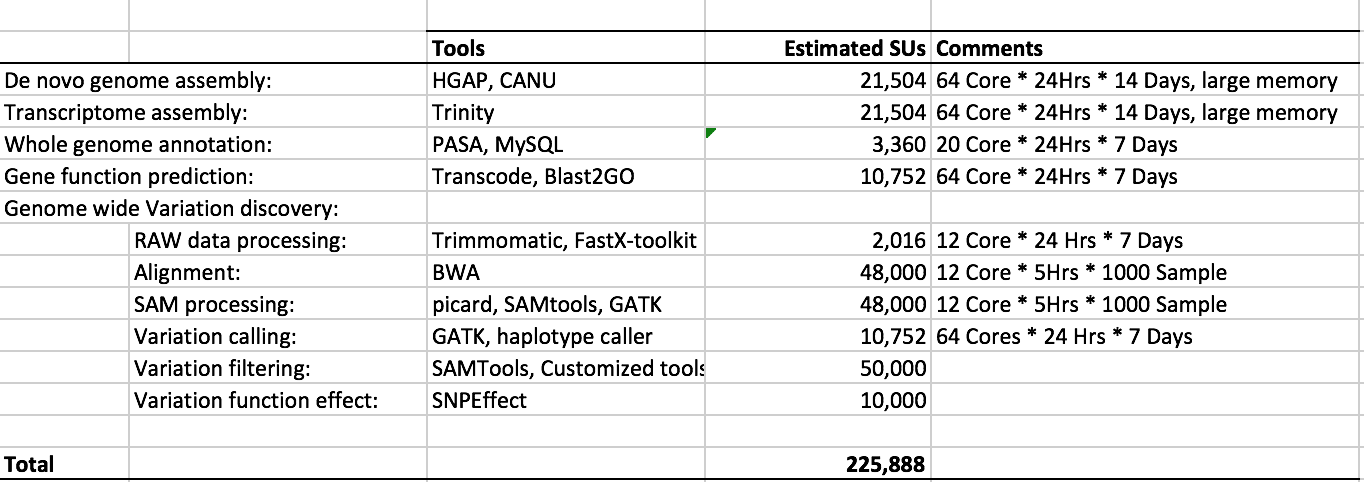 Tools Estimated SUs Comments
De novo genome assembly: HGAP, CANU 21,504 64 Core * 24Hrs * 14 Days, large memory
Transcriptome assembly: Trinity 21,504 64 Core * 24Hrs * 14 Days, large memory
Whole genome annotation: PASA, MySQL 3,360 20 Core * 24Hrs * 7 Days
Gene function prediction: Transcode, Blast2GO 10,752 64 Core * 24Hrs * 7 Days
Genome wide Variation discovery:
RAW data processing: Trimmomatic, FastX-toolkit 2,016 12 Core * 24 Hrs * 7 Days
Alignment: BWA 48,000 12 Core * 5Hrs * 1000 Sample
SAM processing: picard, SAMtools, GATK 48,000 12 Core * 5Hrs * 1000 Sample
Variation calling: GATK, haplotype caller 10,752 64 Cores * 24 Hrs * 7 Days
Variation filtering: SAMTools, Customized tools 50,000
Variation function effect: SNPEffect 10,000
Total 225,888